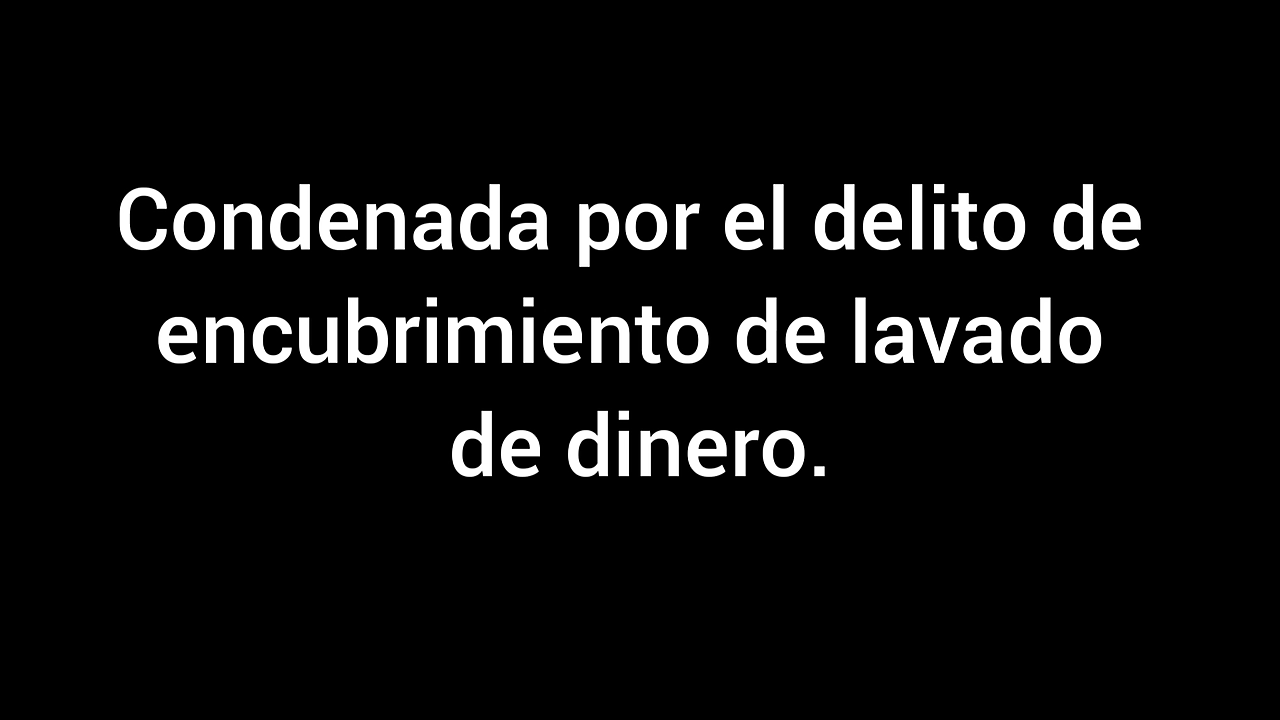 Condenada por el delito de
encubrimiento de lavado
de dinero.